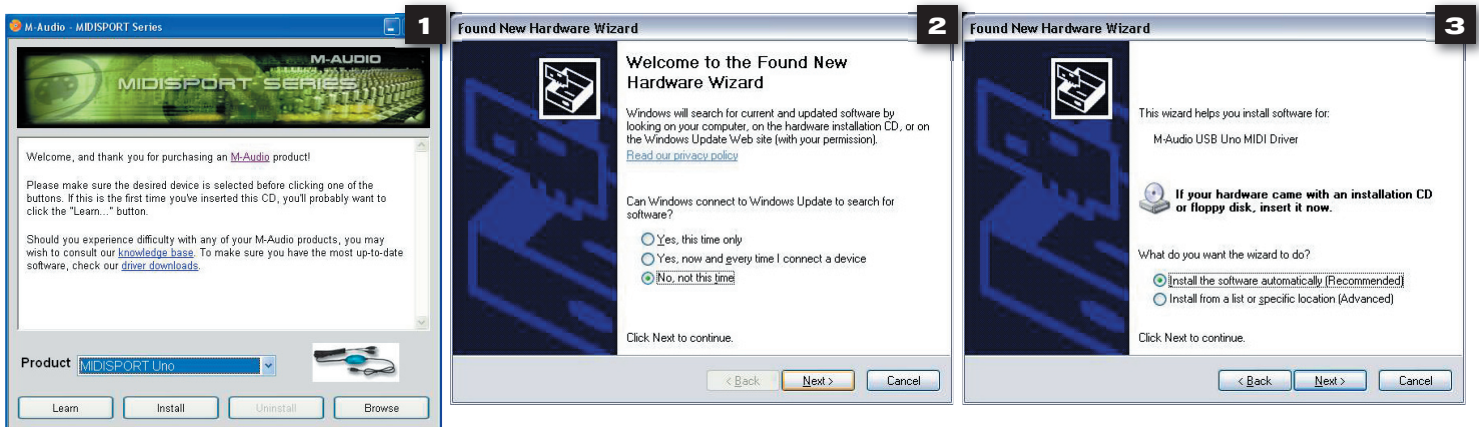 M-Audio - MIDISPORT Series
1
M-AUDIO
MIDISPORT SERIES
Welcome, and thank you for purchasing an M-Audio product!
Please make sure the desired device is selected before clicking one of the
buttons. If this is the first time you've inserted this CD, you'll probably want to
click the "Learn..." button.
Should you experience difficulty with any of your M-Audio products, you may
wish to consult our knowledge base. To make sure you have the most up-to-date
software, check our driver downloads.
Product MIDISPORT Uno
Learn Install Uninstall Browse
Found New Hardware Wizard
2
Welcome to the Found New
Hardware Wizard
Windows will search for current and updated software by
looking on your computer, on the hardware installation CD, or on
the Windows Update Web site (with your permission).
Read our privacy policy
Can Windows connect to Windows Update to search for
software?
Yes, this time only
Yes, now and every time I connect a device
No, not this time
Click Next to continue.
< Back Next > Cancel
Found New Hardware Wizard
3
This wizard helps you install software for:
M-Audio USB Uno MIDI Driver
If your hardware came with an installation CD
or floppy disk, insert it now.
What do you want the wizard to do?
Install the software automatically (Recommended)
Install from a list or specific location (Advanced)
Click Next to continue.
< Back Next > Cancel